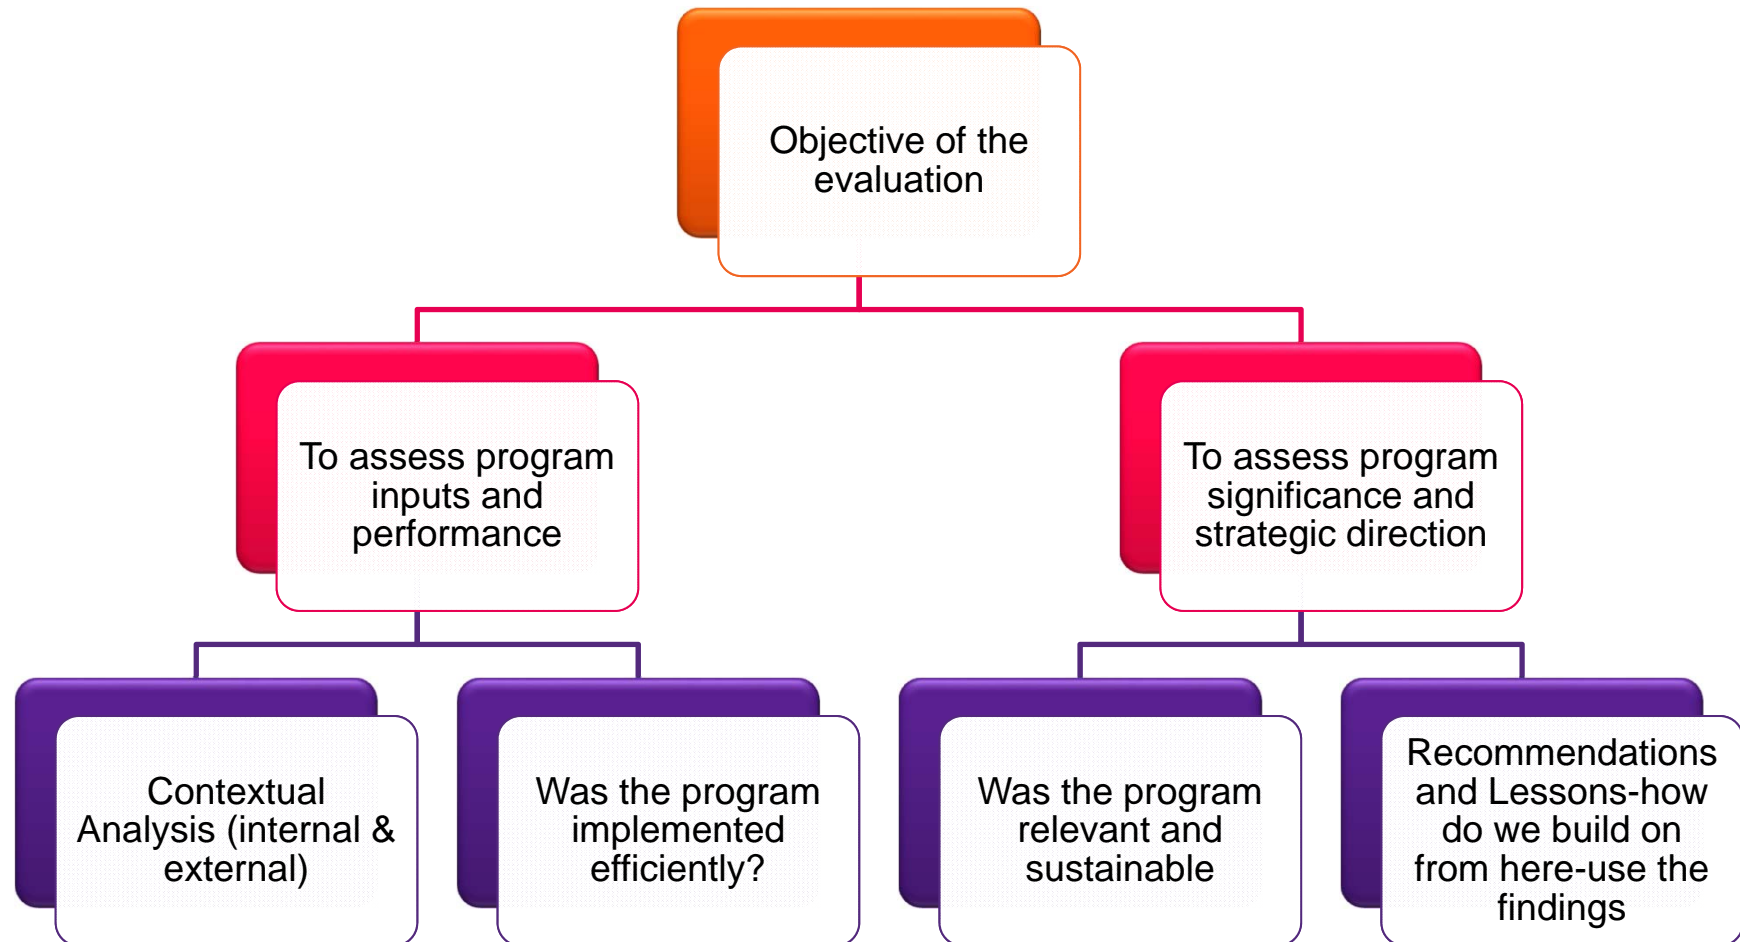 Objective of the
evaluation
To assess program
inputs and
performance
To assess program
significance and
strategic direction
Contextual
Analysis (internal &
external)
Was the program
implemented
efficiently?
Was the program
relevant and
sustainable
Recommendations
and Lessons-how
do we build on
from here-use the
findings